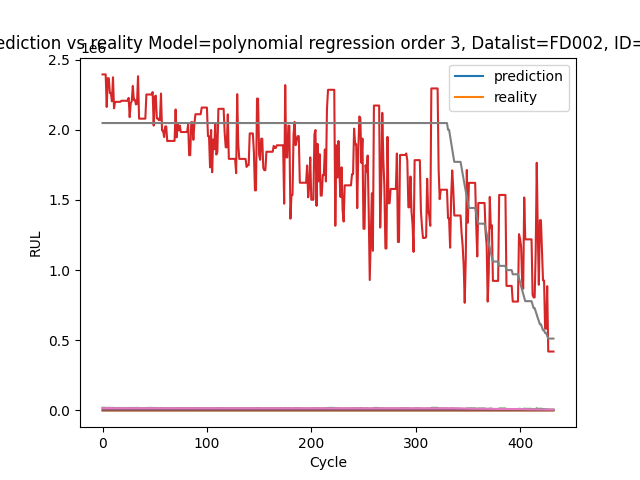 ediction vs reality Model=polynomial regression order 3, Datalist=FD002, ID=
1e6
prediction
reality
2.5
2.0
1.5
1.0
0.5
0.0
RUL
0
100
200
300
400
Cycle